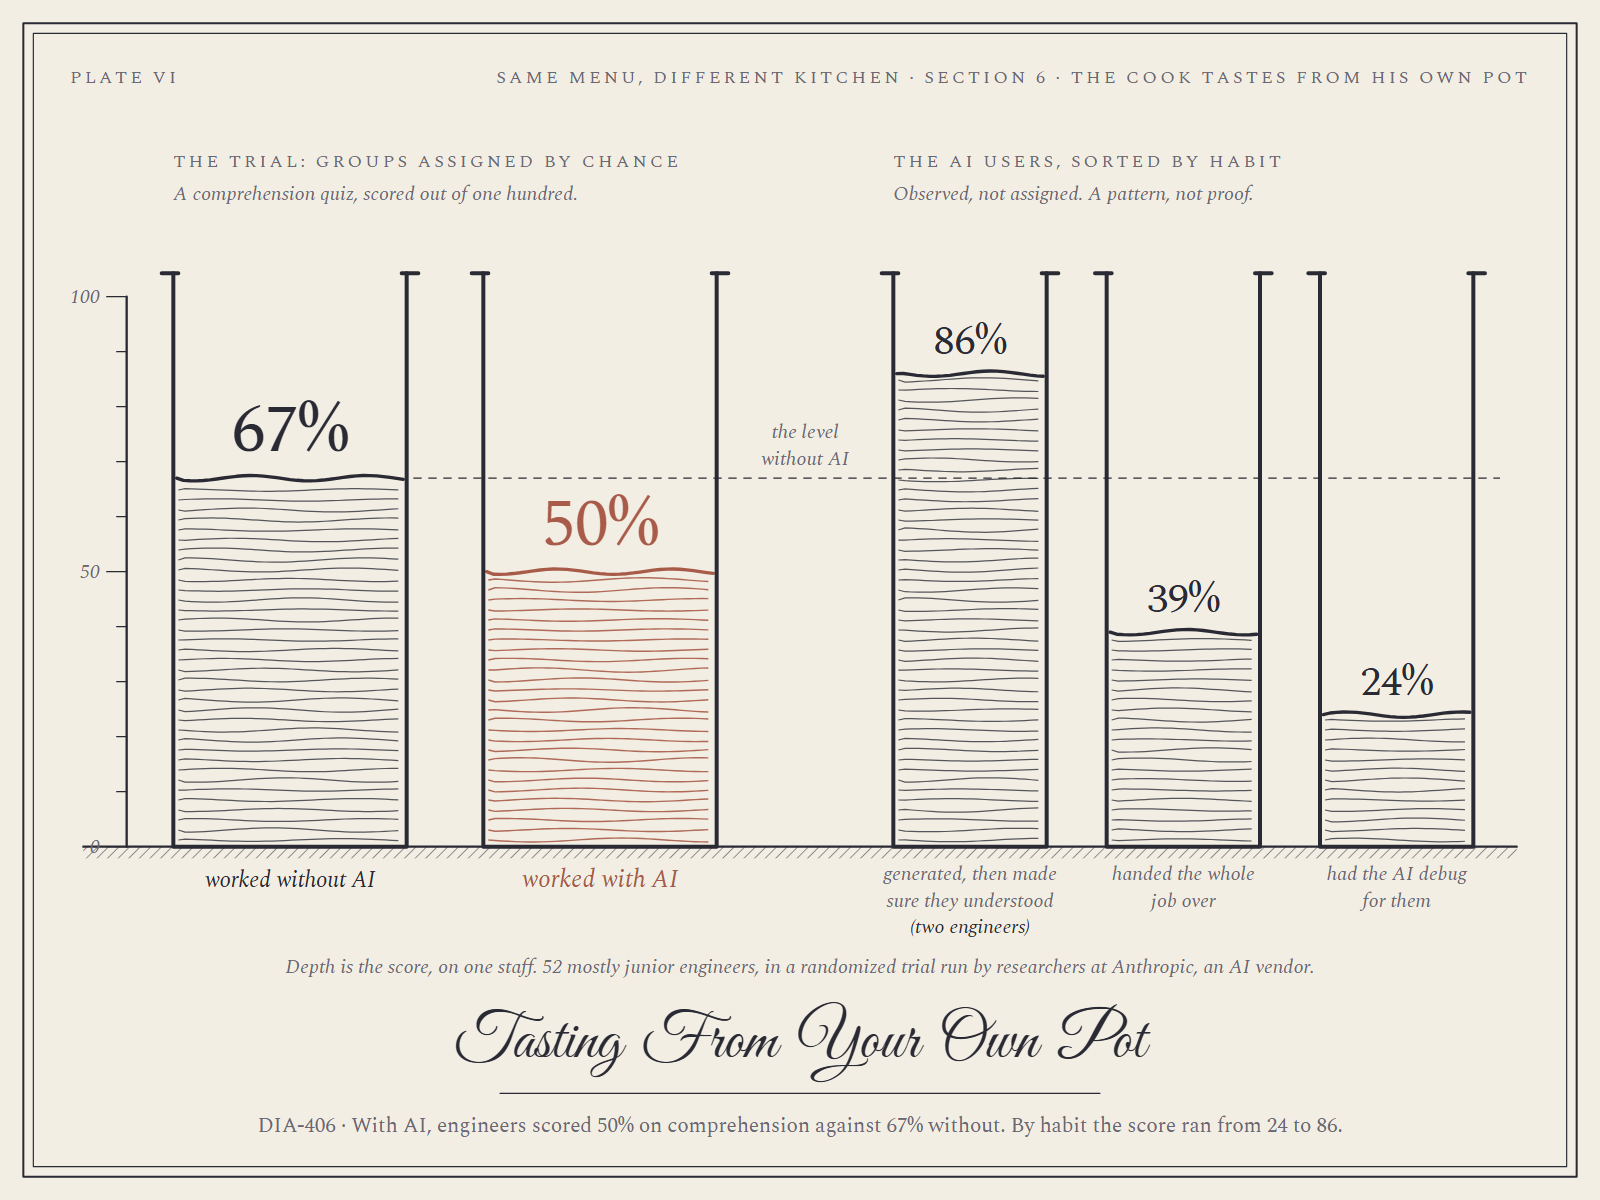 PLATE VI
SAME MENU, DIFFERENT KITCHEN · SECTION 6 · THE COOK TASTES FROM HIS OWN POT
THE TRIAL: GROUPS ASSIGNED BY CHANCE
A comprehension quiz, scored out of one hundred.
THE AI USERS, SORTED BY HABIT
Observed, not assigned. A pattern, not proof.
100
50
0
67%
50%
the level
without AI
86%
39%
24%
worked without AI
worked with AI
generated, then made
sure they understood
(two engineers)
handed the whole
job over
had the AI debug
for them
Depth is the score, on one staff. 52 mostly junior engineers, in a randomized trial run by researchers at Anthropic, an AI vendor.
Tasting From Your Own Pot
DIA-406 · With AI, engineers scored 50% on comprehension against 67% without. By habit the score ran from 24 to 86.